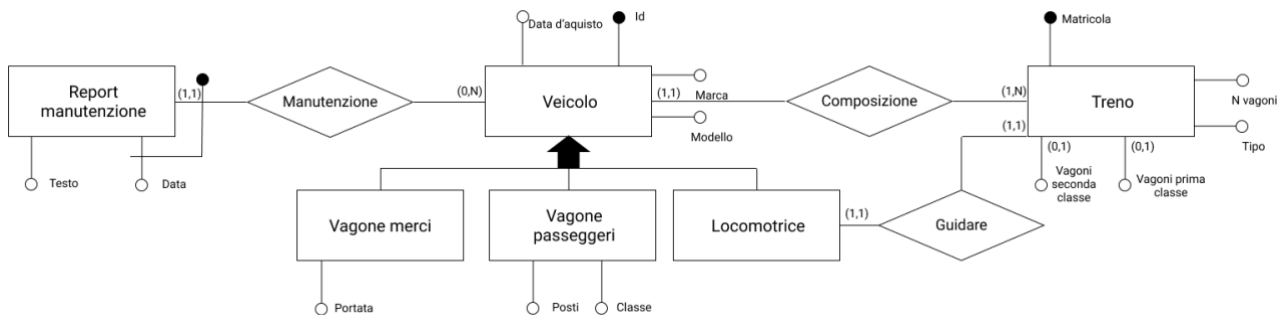 Data d'aquisto
Id
Matricola
Report
manutenzione
(1,1)
Manutenzione
(0,N)
Veicolo
(1,1)
Marca
Modello
Composizione
(1,N)
Treno
(1,1)
N vagoni
Tipo
(0,1)
(0,1)
Testo
Data
Vagoni
seconda
classe
Vagoni prima
classe
Vagone merci
Vagone
passeggeri
Locomotrice
(1,1)
Guidare
Portata
Posti
Classe